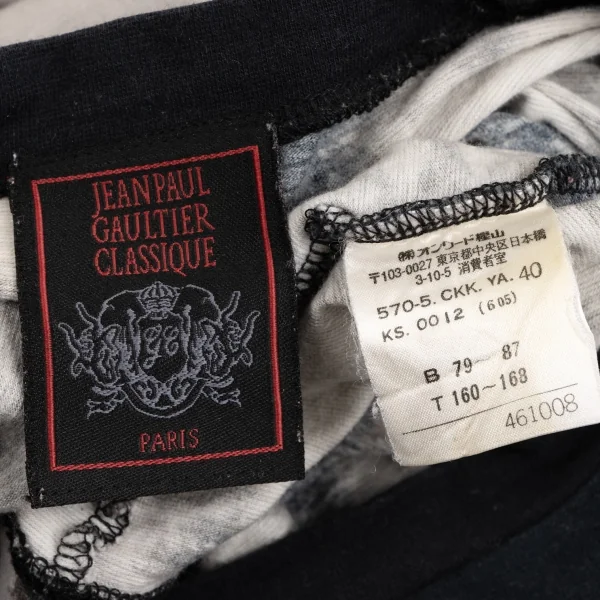 JEAN PAUL
GAULTIER
CLASSIQUE
PARIS
㈱オンワード樫山
〒103-0027 東京都中央区日本橋
3-10-5 消費者室
570-5. CKK. YA. 40
KS. 0012 (605)
B 79~87
T 160~168
461008